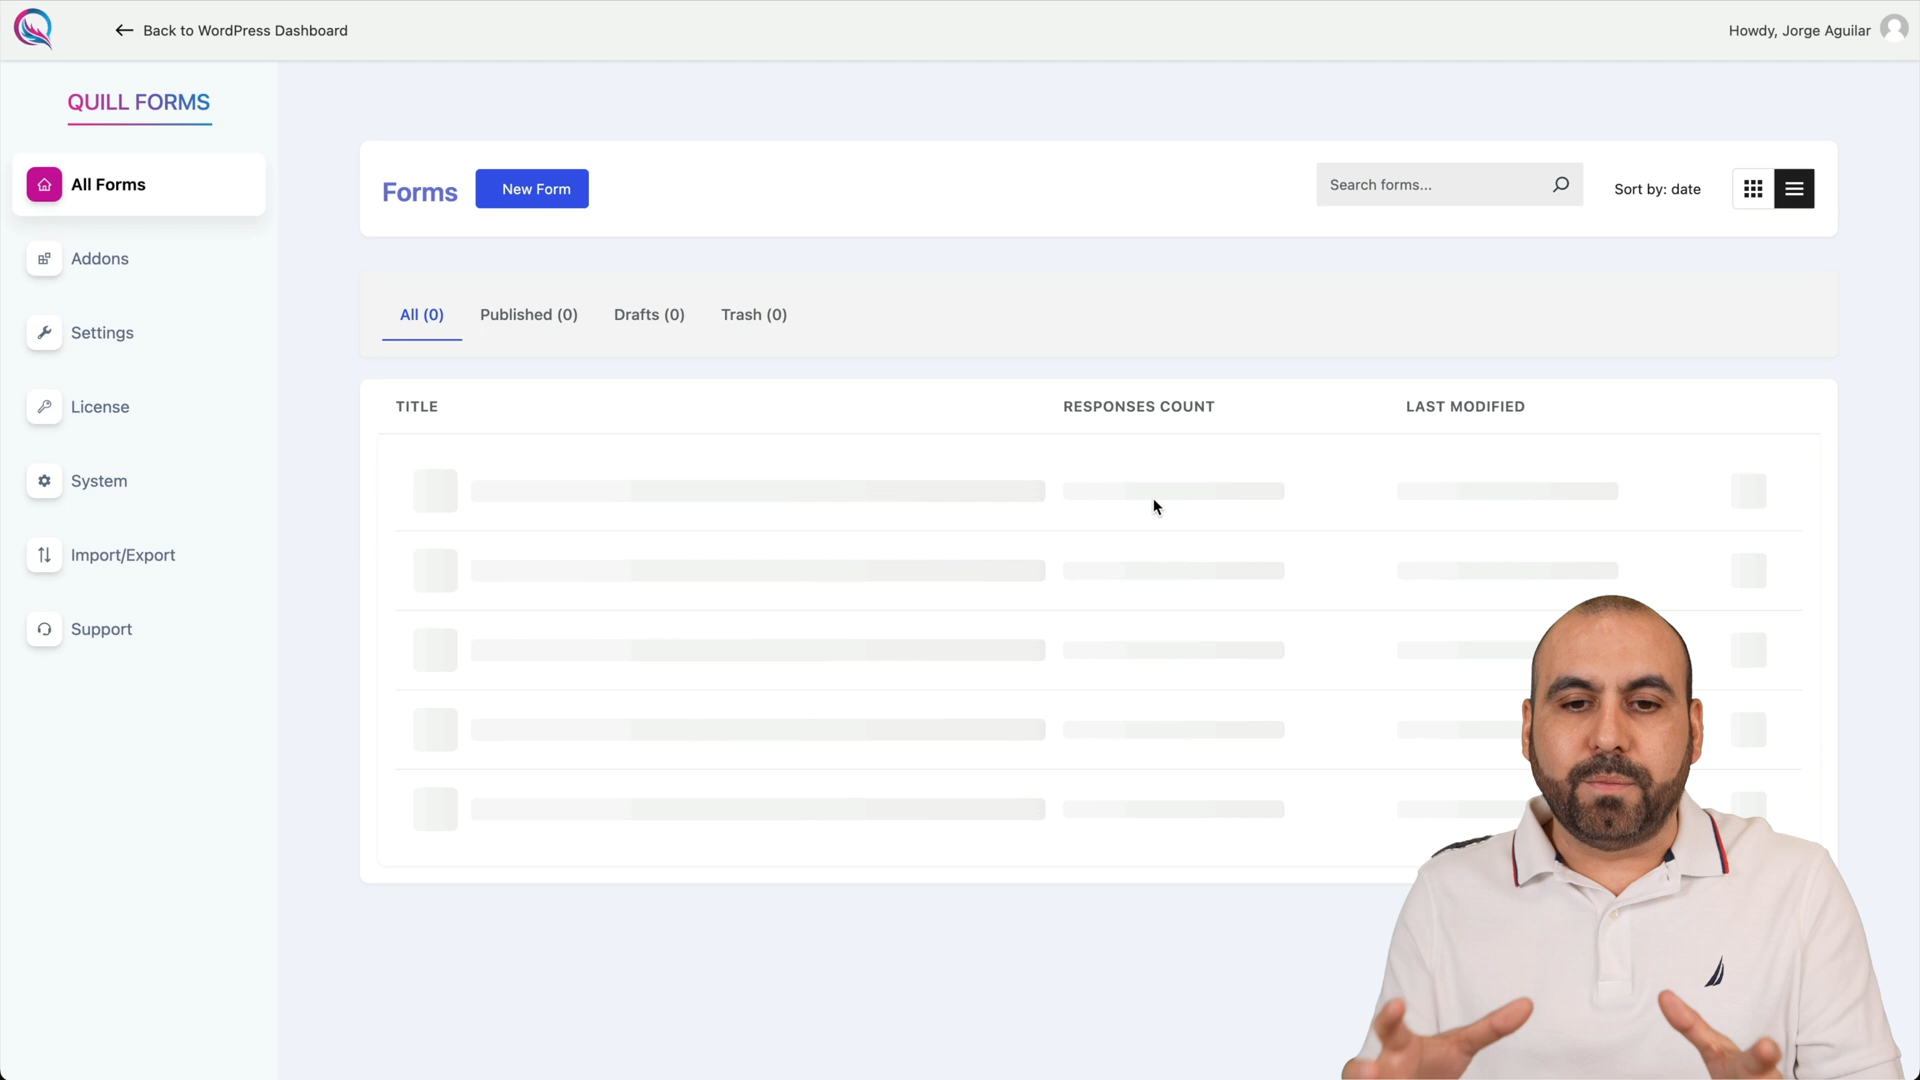 Back to WordPress Dashboard
Howdy, Jorge Aguilar
QUILL FORMS
All Forms
Addons
Settings
License
System
Import/Export
Support
Forms
New Form
Search forms...
Sort by: date
All (0)
Published (0)
Drafts (0)
Trash (0)
TITLE
RESPONSES COUNT
LAST MODIFIED